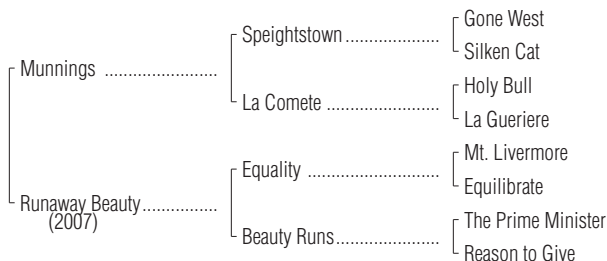 Gone West
Speightstown
Silken Cat
Munnings
Holy Bull
La Comete
La Gueriere
Mt. Livermore
Equality
Equilibrate
Runaway Beauty
(2007)
The Prime Minister
Beauty Runs
Reason to Give